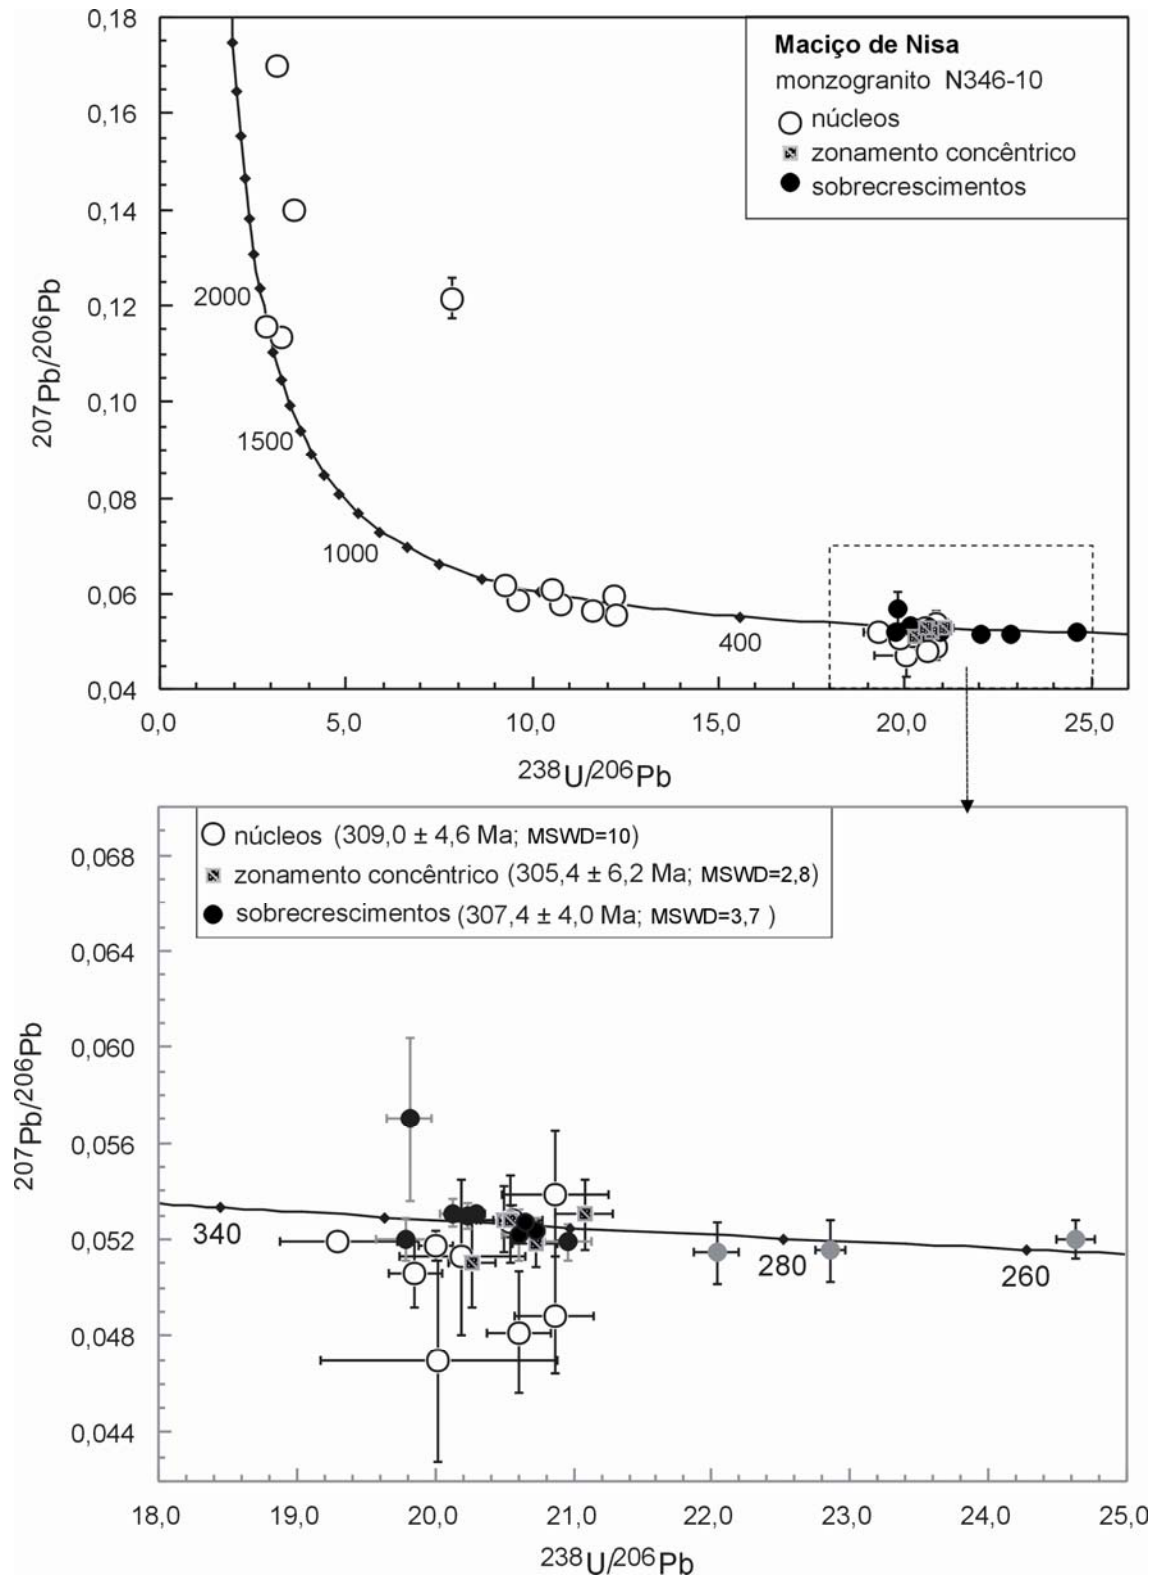 0,18
0,16
0,14
0,12
0,10
0,08
0,06
0,04
207Pb/206Pb
Maciço de Nisa
monzogranito N346-10
núcleos
zonamento concêntrico
sobrecrescimentos
2000
1500
1000
400
0,0 5,0 10,0 15,0 20,0 25,0
238U/206Pb
núcleos (309,0 ± 4,6 Ma; MSWD=10)
zonamento concêntrico (305,4 ± 6,2 Ma; MSWD=2,8)
sobrecrescimentos (307,4 ± 4,0 Ma; MSWD=3,7 )
0,068
0,064
0,060
0,056
0,052
0,048
0,044
207Pb/206Pb
340
280
260
18,0 19,0 20,0 21,0 22,0 23,0 24,0 25,0
238U/206Pb